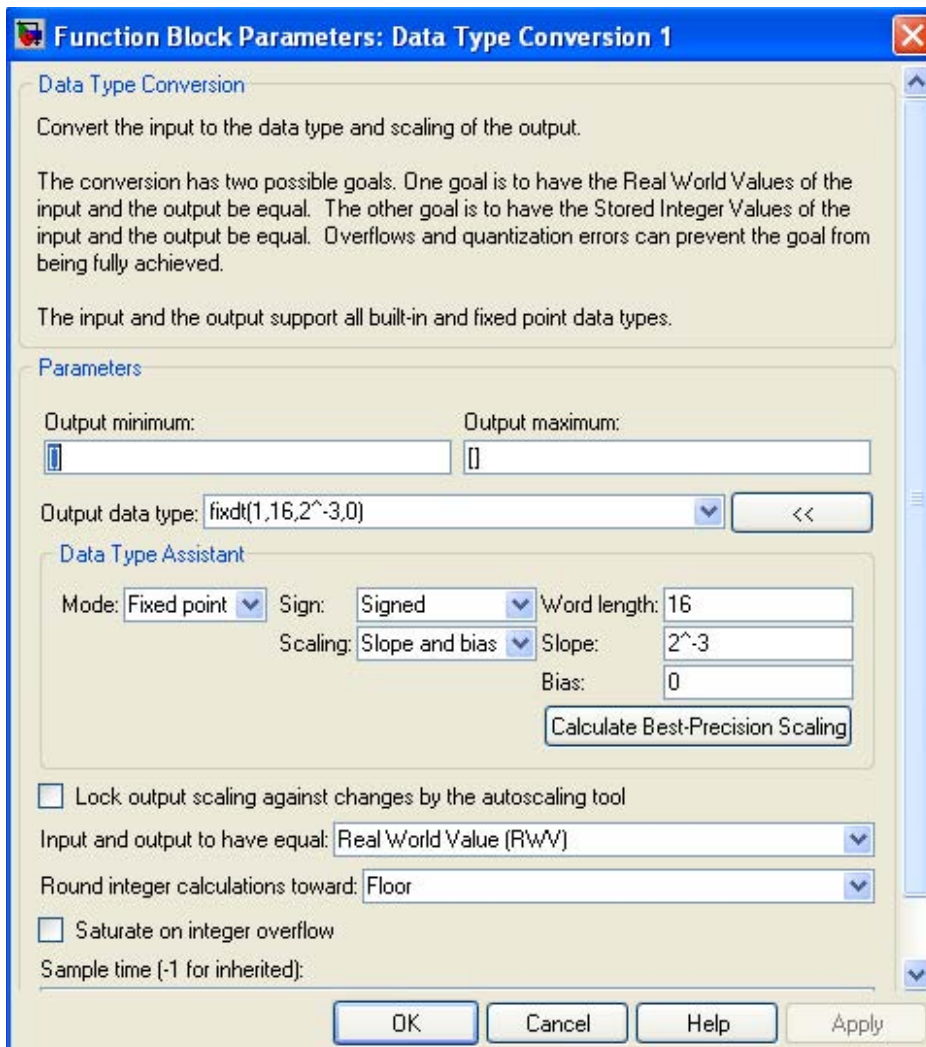 Function Block Parameters: Data Type Conversion 1
Data Type Conversion
Convert the input to the data type and scaling of the output.
The conversion has two possible goals. One goal is to have the Real World Values of the
input and the output be equal. The other goal is to have the Stored Integer Values of the
input and the output be equal. Overflows and quantization errors can prevent the goal from
being fully achieved.
The input and the output support all built-in and fixed point data types.
Parameters
Output minimum: Output maximum:
[] []
Output data type: fixdt(1,16,2^-3,0) <<
Data Type Assistant
Mode: Fixed point Sign: Signed Word length: 16
Scaling: Slope and bias Slope: 2^-3
Bias: 0
Calculate Best-Precision Scaling
Lock output scaling against changes by the autoscaling tool
Input and output to have equal: Real World Value (RWV)
Round integer calculations toward: Floor
Saturate on integer overflow
Sample time (-1 for inherited):
OK Cancel Help Apply